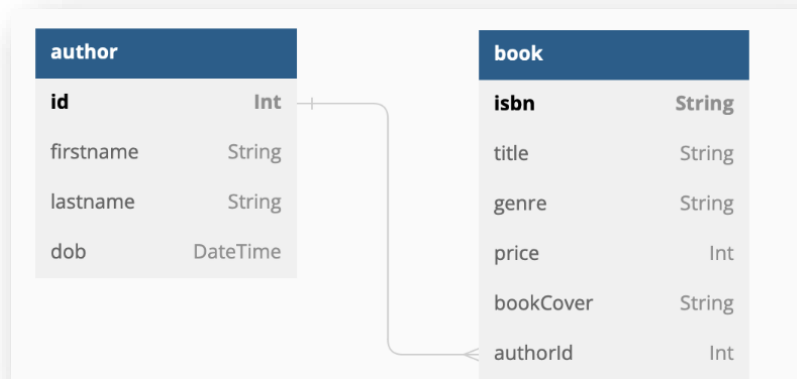 author
id Int
firstname String
lastname String
dob DateTime
book
isbn String
title String
genre String
price Int
bookCover String
authorId Int